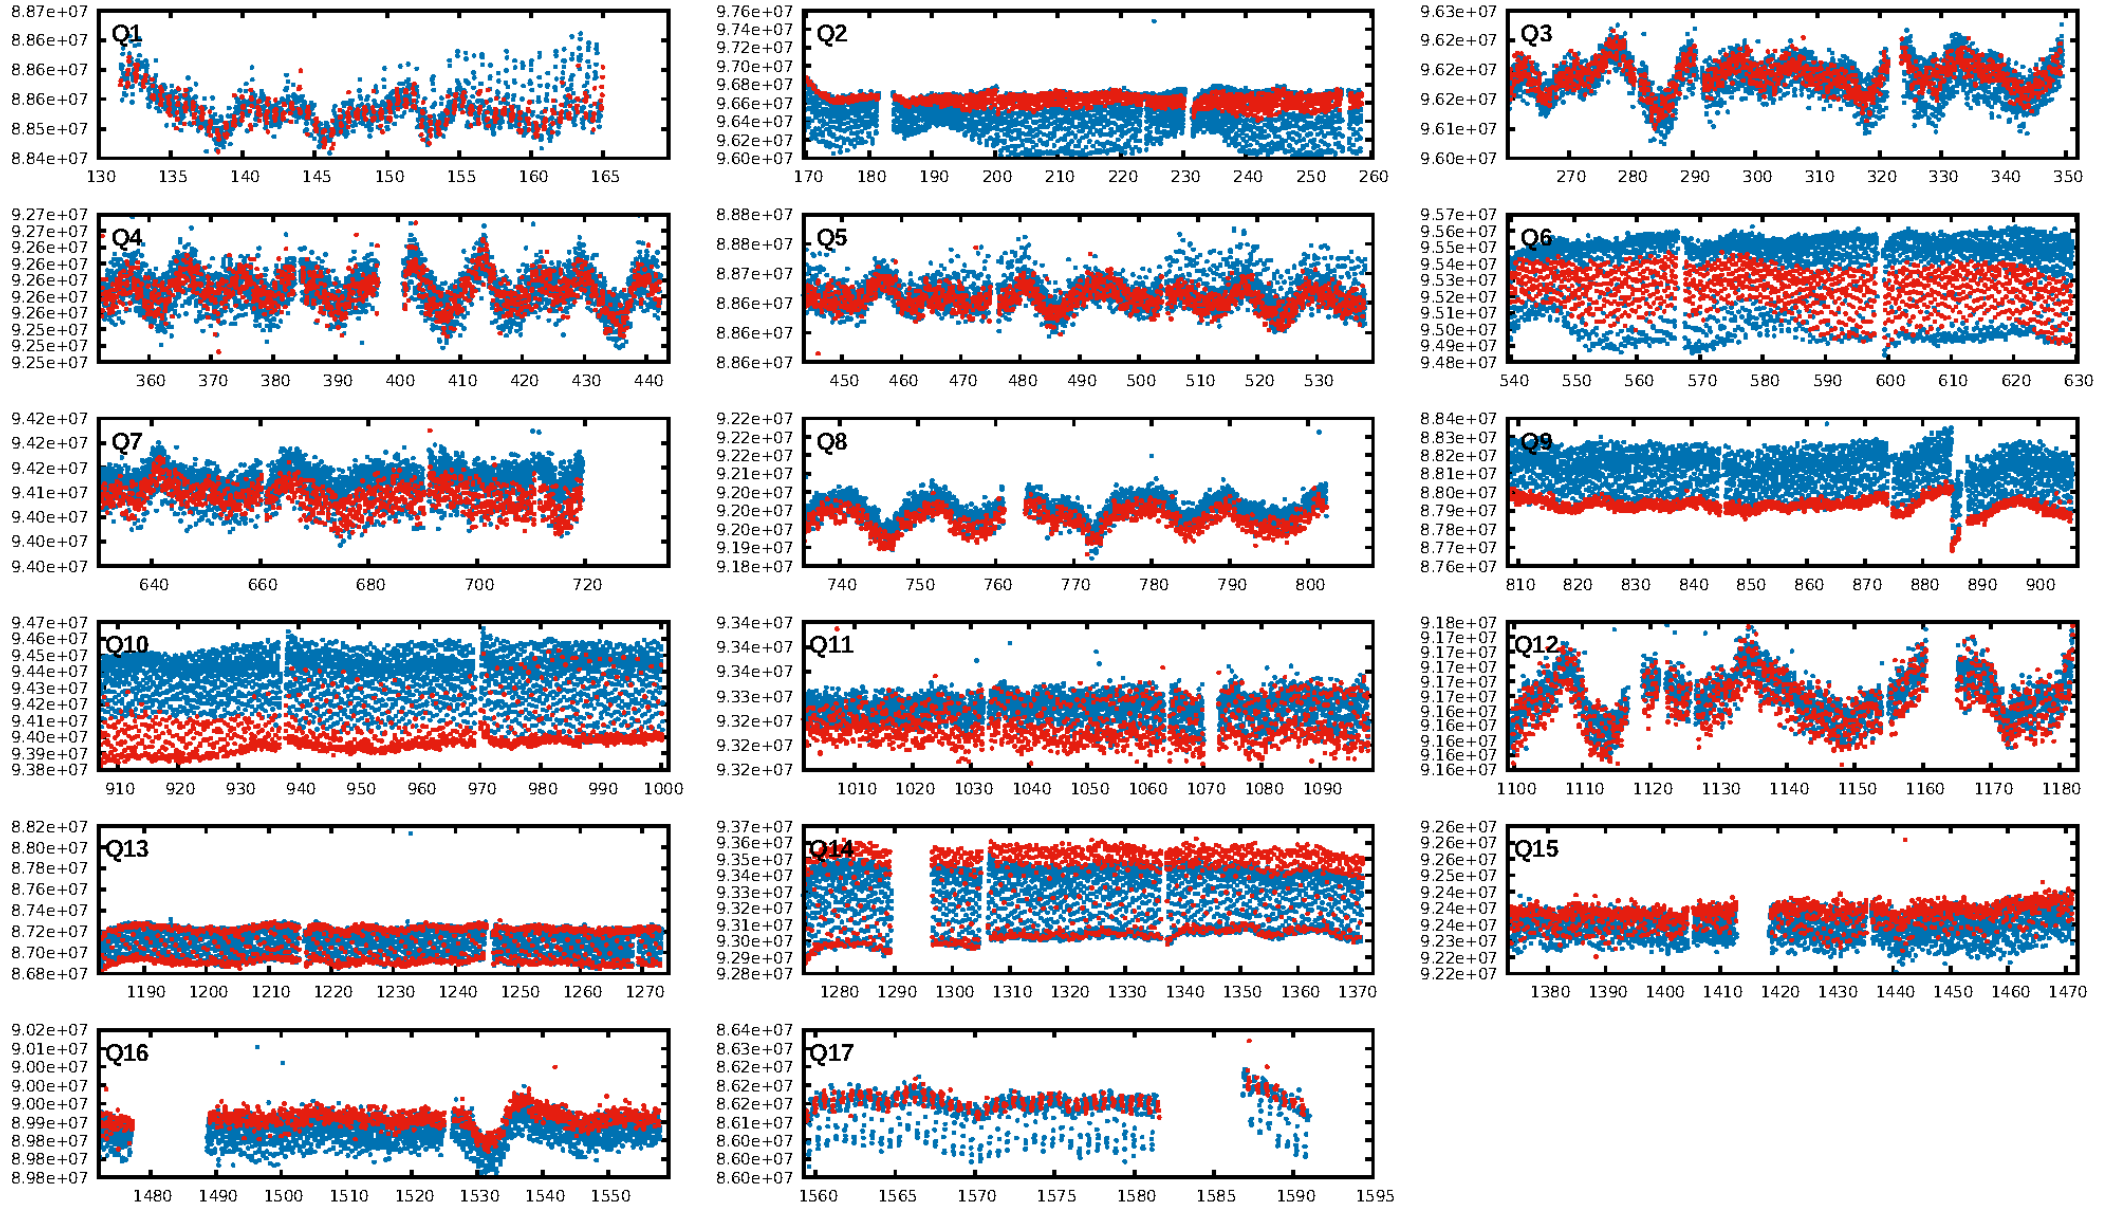 Q1
8.87e+07
8.86e+07
8.86e+07
8.86e+07
8.85e+07
8.84e+07
130 135 140 145 150 155 160 165
Q2
9.76e+07
9.74e+07
9.72e+07
9.70e+07
9.68e+07
9.66e+07
9.64e+07
9.62e+07
9.60e+07
170 180 190 200 210 220 230 240 250 260
Q3
9.63e+07
9.62e+07
9.62e+07
9.62e+07
9.61e+07
9.60e+07
270 280 290 300 310 320 330 340 350
Q4
9.27e+07
9.27e+07
9.26e+07
9.26e+07
9.26e+07
9.26e+07
9.26e+07
9.25e+07
9.25e+07
9.25e+07
360 370 380 390 400 410 420 430 440
Q5
8.88e+07
8.88e+07
8.87e+07
8.86e+07
8.86e+07
8.86e+07
450 460 470 480 490 500 510 520 530
Q6
9.57e+07
9.55e+07
9.55e+07
9.54e+07
9.52e+07
9.51e+07
9.50e+07
9.49e+07
9.48e+07
540 550 560 570 580 590 600 610 620 630
Q7
9.42e+07
9.42e+07
9.42e+07
9.41e+07
9.40e+07
9.40e+07
9.40e+07
640 660 680 700 720
Q8
9.22e+07
9.22e+07
9.21e+07
9.21e+07
9.20e+07
9.20e+07
9.20e+07
9.19e+07
9.18e+07
740 750 760 770 780 790 800
Q9
8.84e+07
8.83e+07
8.82e+07
8.81e+07
8.80e+07
8.79e+07
8.78e+07
8.77e+07
8.76e+07
810 820 830 840 850 860 870 880 890 900
Q10
9.47e+07
9.46e+07
9.45e+07
9.44e+07
9.43e+07
9.42e+07
9.41e+07
9.40e+07
9.39e+07
9.38e+07
910 920 930 940 950 960 970 980 990 1000
Q11
9.34e+07
9.34e+07
9.33e+07
9.32e+07
9.32e+07
9.32e+07
1010 1020 1030 1040 1050 1060 1070 1080 1090
Q12
9.18e+07
9.17e+07
9.17e+07
9.17e+07
9.17e+07
9.16e+07
9.16e+07
9.16e+07
9.16e+07
9.16e+07
1100 1110 1120 1130 1140 1150 1160 1170 1180
Q13
8.82e+07
8.80e+07
8.78e+07
8.76e+07
8.74e+07
8.72e+07
8.70e+07
8.68e+07
1190 1200 1210 1220 1230 1240 1250 1260 1270
Q14
9.37e+07
9.36e+07
9.35e+07
9.34e+07
9.33e+07
9.32e+07
9.31e+07
9.30e+07
9.29e+07
9.28e+07
1280 1290 1300 1310 1320 1330 1340 1350 1360 1370
Q15
9.26e+07
9.26e+07
9.25e+07
9.24e+07
9.24e+07
9.24e+07
9.23e+07
9.22e+07
9.22e+07
1380 1390 1400 1410 1420 1430 1440 1450 1460 1470
Q16
9.02e+07
9.01e+07
9.00e+07
9.00e+07
9.00e+07
8.99e+07
8.98e+07
8.98e+07
8.98e+07
1480 1490 1500 1510 1520 1530 1540 1550
Q17
8.64e+07
8.63e+07
8.62e+07
8.62e+07
8.62e+07
8.61e+07
8.60e+07
8.60e+07
8.60e+07
1560 1565 1570 1575 1580 1585 1590 1595